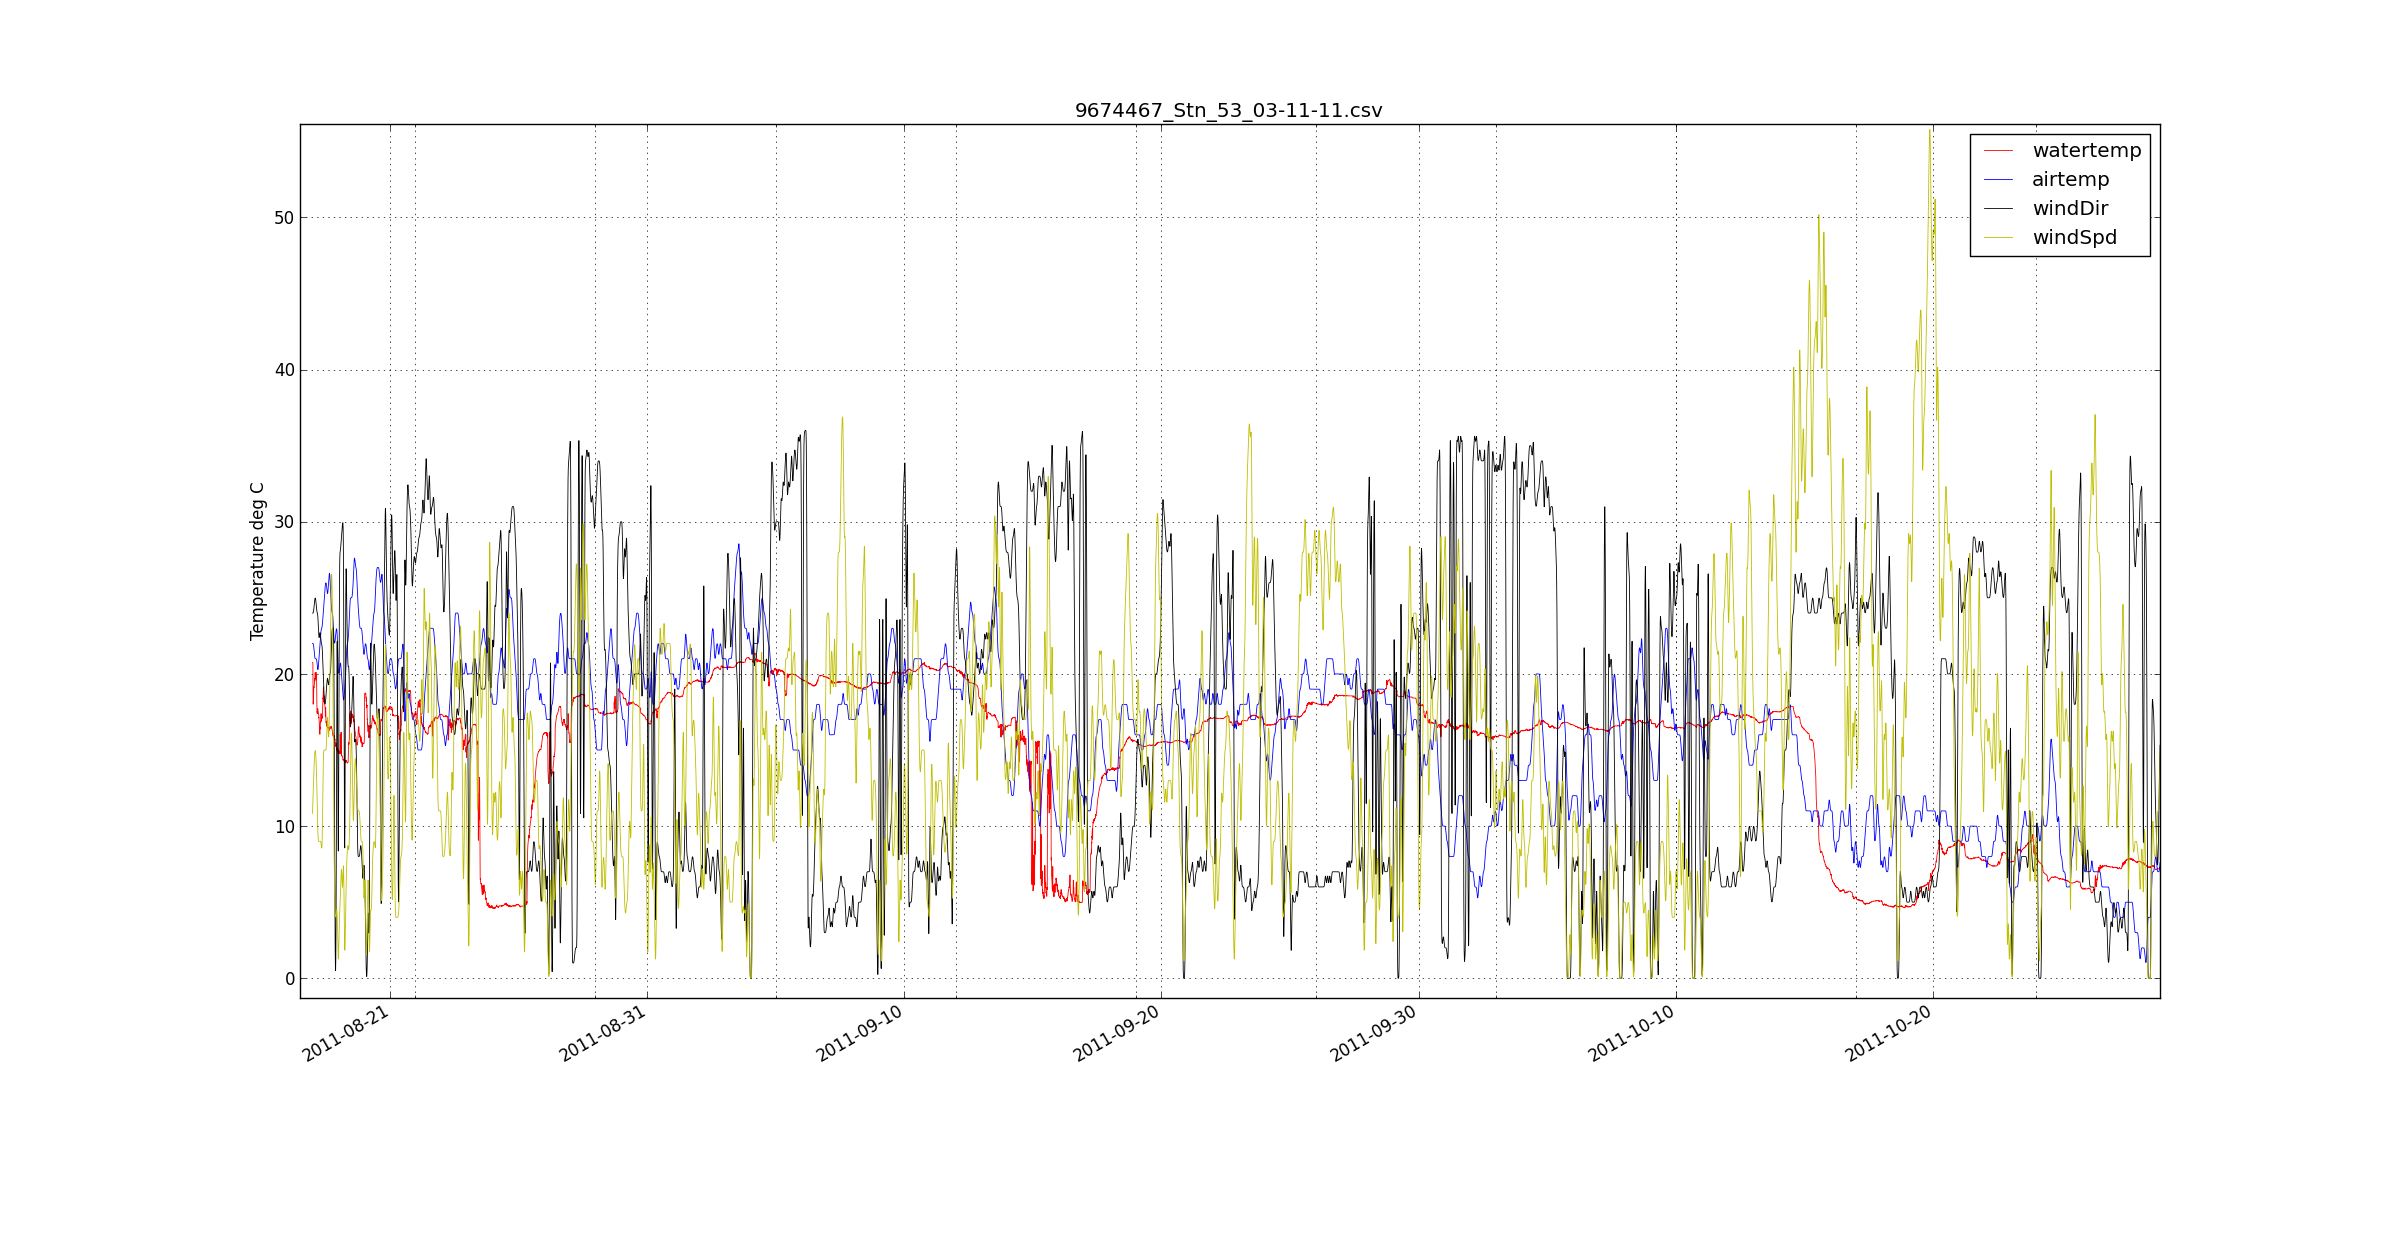 9674467_Stn_53_03-11-11.csv
watertemp
airtemp
windDir
windSpd
Temperature deg C
50
40
30
20
10
0
2011-08-21
2011-08-31
2011-09-10
2011-09-20
2011-09-30
2011-10-10
2011-10-20